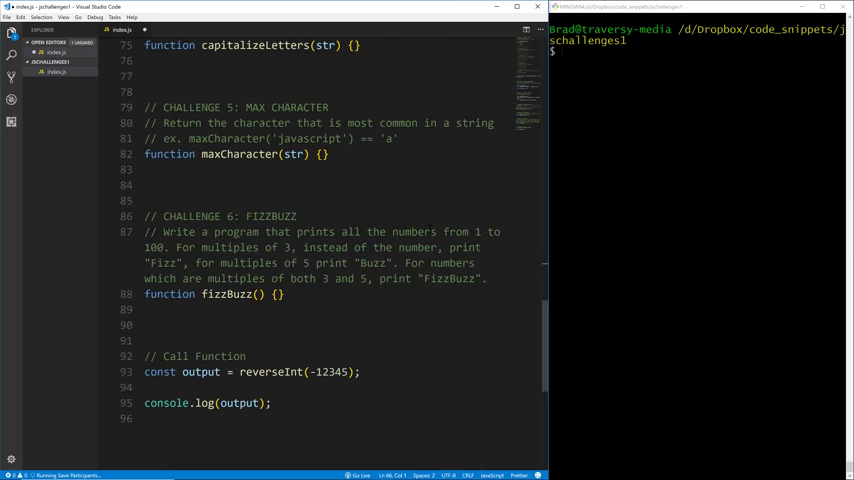 index.js - jschallenges1 - Visual Studio Code
File Edit Selection View Go Debug Tasks Help
EXPLORER
OPEN EDITORS 1 UNSAVED
JS index.js
JSCHALLENGES1
JS index.js
JS index.js
75 function capitalizeLetters(str) {}
76
77
78
79 // CHALLENGE 5: MAX CHARACTER
80 // Return the character that is most common in a string
81 // ex. maxCharacter('javascript') == 'a'
82 function maxCharacter(str) {}
83
84
85
86 // CHALLENGE 6: FIZZBUZZ
87 // Write a program that prints all the numbers from 1 to
100. For multiples of 3, instead of the number, print
"Fizz", for multiples of 5 print "Buzz". For numbers
which are multiples of both 3 and 5, print "FizzBuzz".
88 function fizzBuzz() {}
89
90
91
92 // Call Function
93 const output = reverseInt(-12345);
94
95 console.log(output);
96
0 0 Running Save Participants... Go Live Ln 66, Col 1 Spaces: 2 UTF-8 CRLF JavaScript Prettier
MINGW64:/d/Dropbox/code_snippets/jschallenges1
Brad@traversy-media /d/Dropbox/code_snippets/j
schallenges1
$